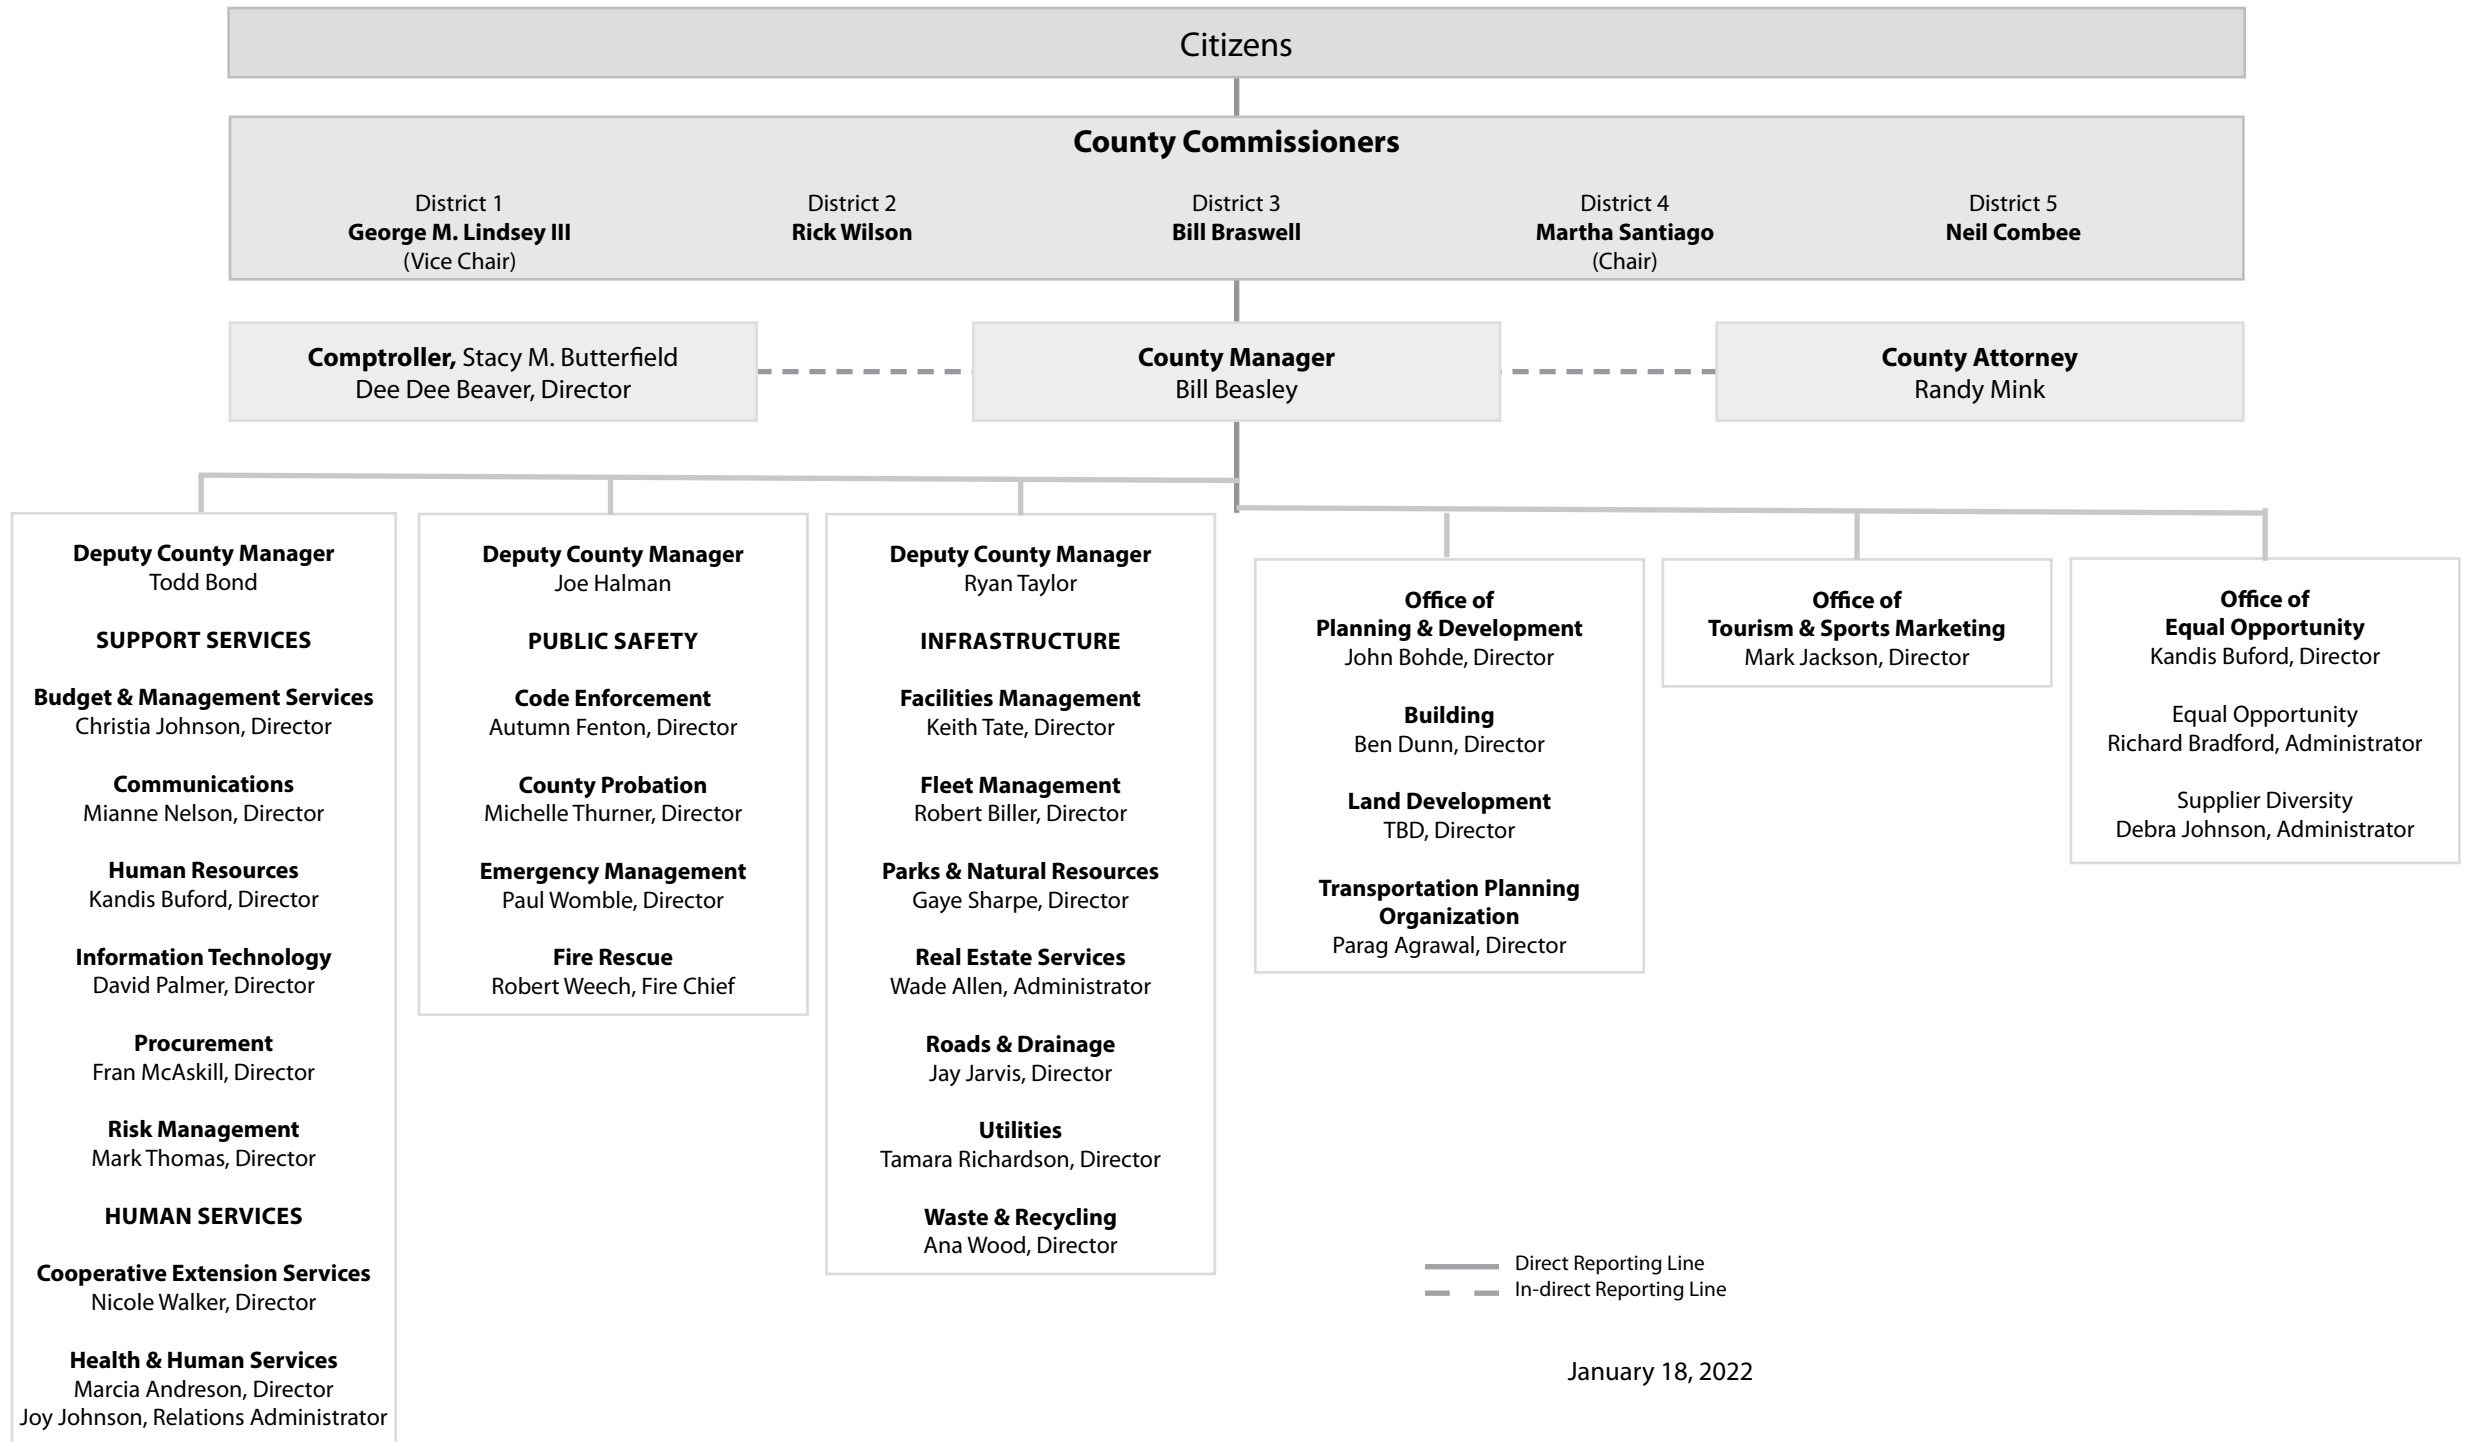 Citizens
County Commissioners
District 1
George M. Lindsey III
(Vice Chair)
District 2
Rick Wilson
District 3
Bill Braswell
District 4
Martha Santiago
(Chair)
District 5
Neil Combee
Comptroller, Stacy M. Butterfield
Dee Dee Beaver, Director
County Manager
Bill Beasley
County Attorney
Randy Mink
Deputy County Manager
Todd Bond
SUPPORT SERVICES
Budget & Management Services
Christia Johnson, Director
Communications
Mianne Nelson, Director
Human Resources
Kandis Buford, Director
Information Technology
David Palmer, Director
Procurement
Fran McAskill, Director
Risk Management
Mark Thomas, Director
HUMAN SERVICES
Cooperative Extension Services
Nicole Walker, Director
Health & Human Services
Marcia Andreson, Director
Joy Johnson, Relations Administrator
Deputy County Manager
Joe Halman
PUBLIC SAFETY
Code Enforcement
Autumn Fenton, Director
County Probation
Michelle Thurner, Director
Emergency Management
Paul Womble, Director
Fire Rescue
Robert Weech, Fire Chief
Deputy County Manager
Ryan Taylor
INFRASTRUCTURE
Facilities Management
Keith Tate, Director
Fleet Management
Robert Biller, Director
Parks & Natural Resources
Gaye Sharpe, Director
Real Estate Services
Wade Allen, Administrator
Roads & Drainage
Jay Jarvis, Director
Utilities
Tamara Richardson, Director
Waste & Recycling
Ana Wood, Director
Office of
Planning & Development
John Bohde, Director
Building
Ben Dunn, Director
Land Development
TBD, Director
Transportation Planning
Organization
Parag Agrawal, Director
Office of
Tourism & Sports Marketing
Mark Jackson, Director
Office of
Equal Opportunity
Kandis Buford, Director
Equal Opportunity
Richard Bradford, Administrator
Supplier Diversity
Debra Johnson, Administrator
Direct Reporting Line
In-direct Reporting Line
January 18, 2022